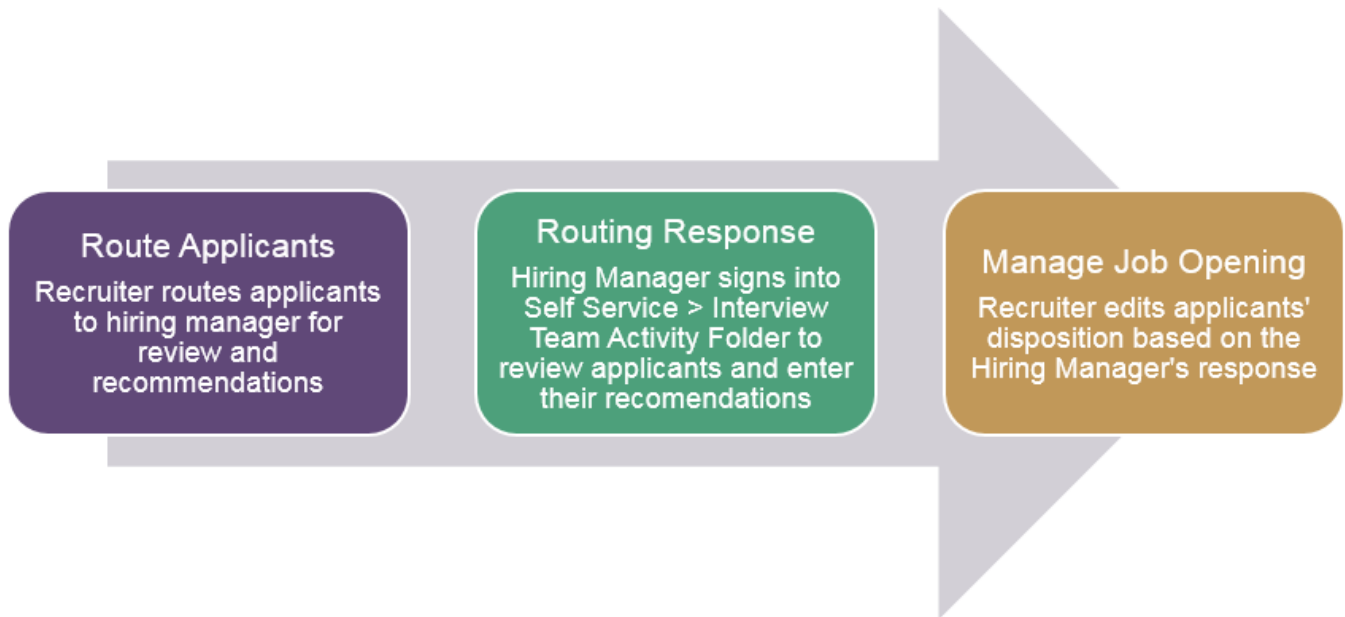 Route Applicants
Recruiter routes applicants
to hiring manager for
review and
recommendations
Routing Response
Hiring Manager signs into
Self Service > Interview
Team Activity Folder to
review applicants and enter
their recomendations
Manage Job Opening
Recruiter edits applicants'
disposition based on the
Hiring Manager's response